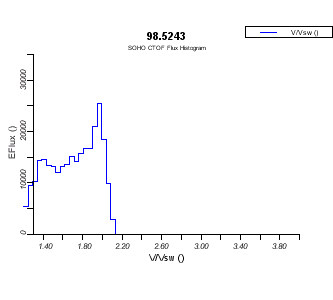 V/Vsw ()
98.5243
SOHO CTOF Flux Histogram
EFlux ()
30000
20000
10000
0
1.40 1.80 2.20 2.60 3.00 3.40 3.80
V/Vsw ()